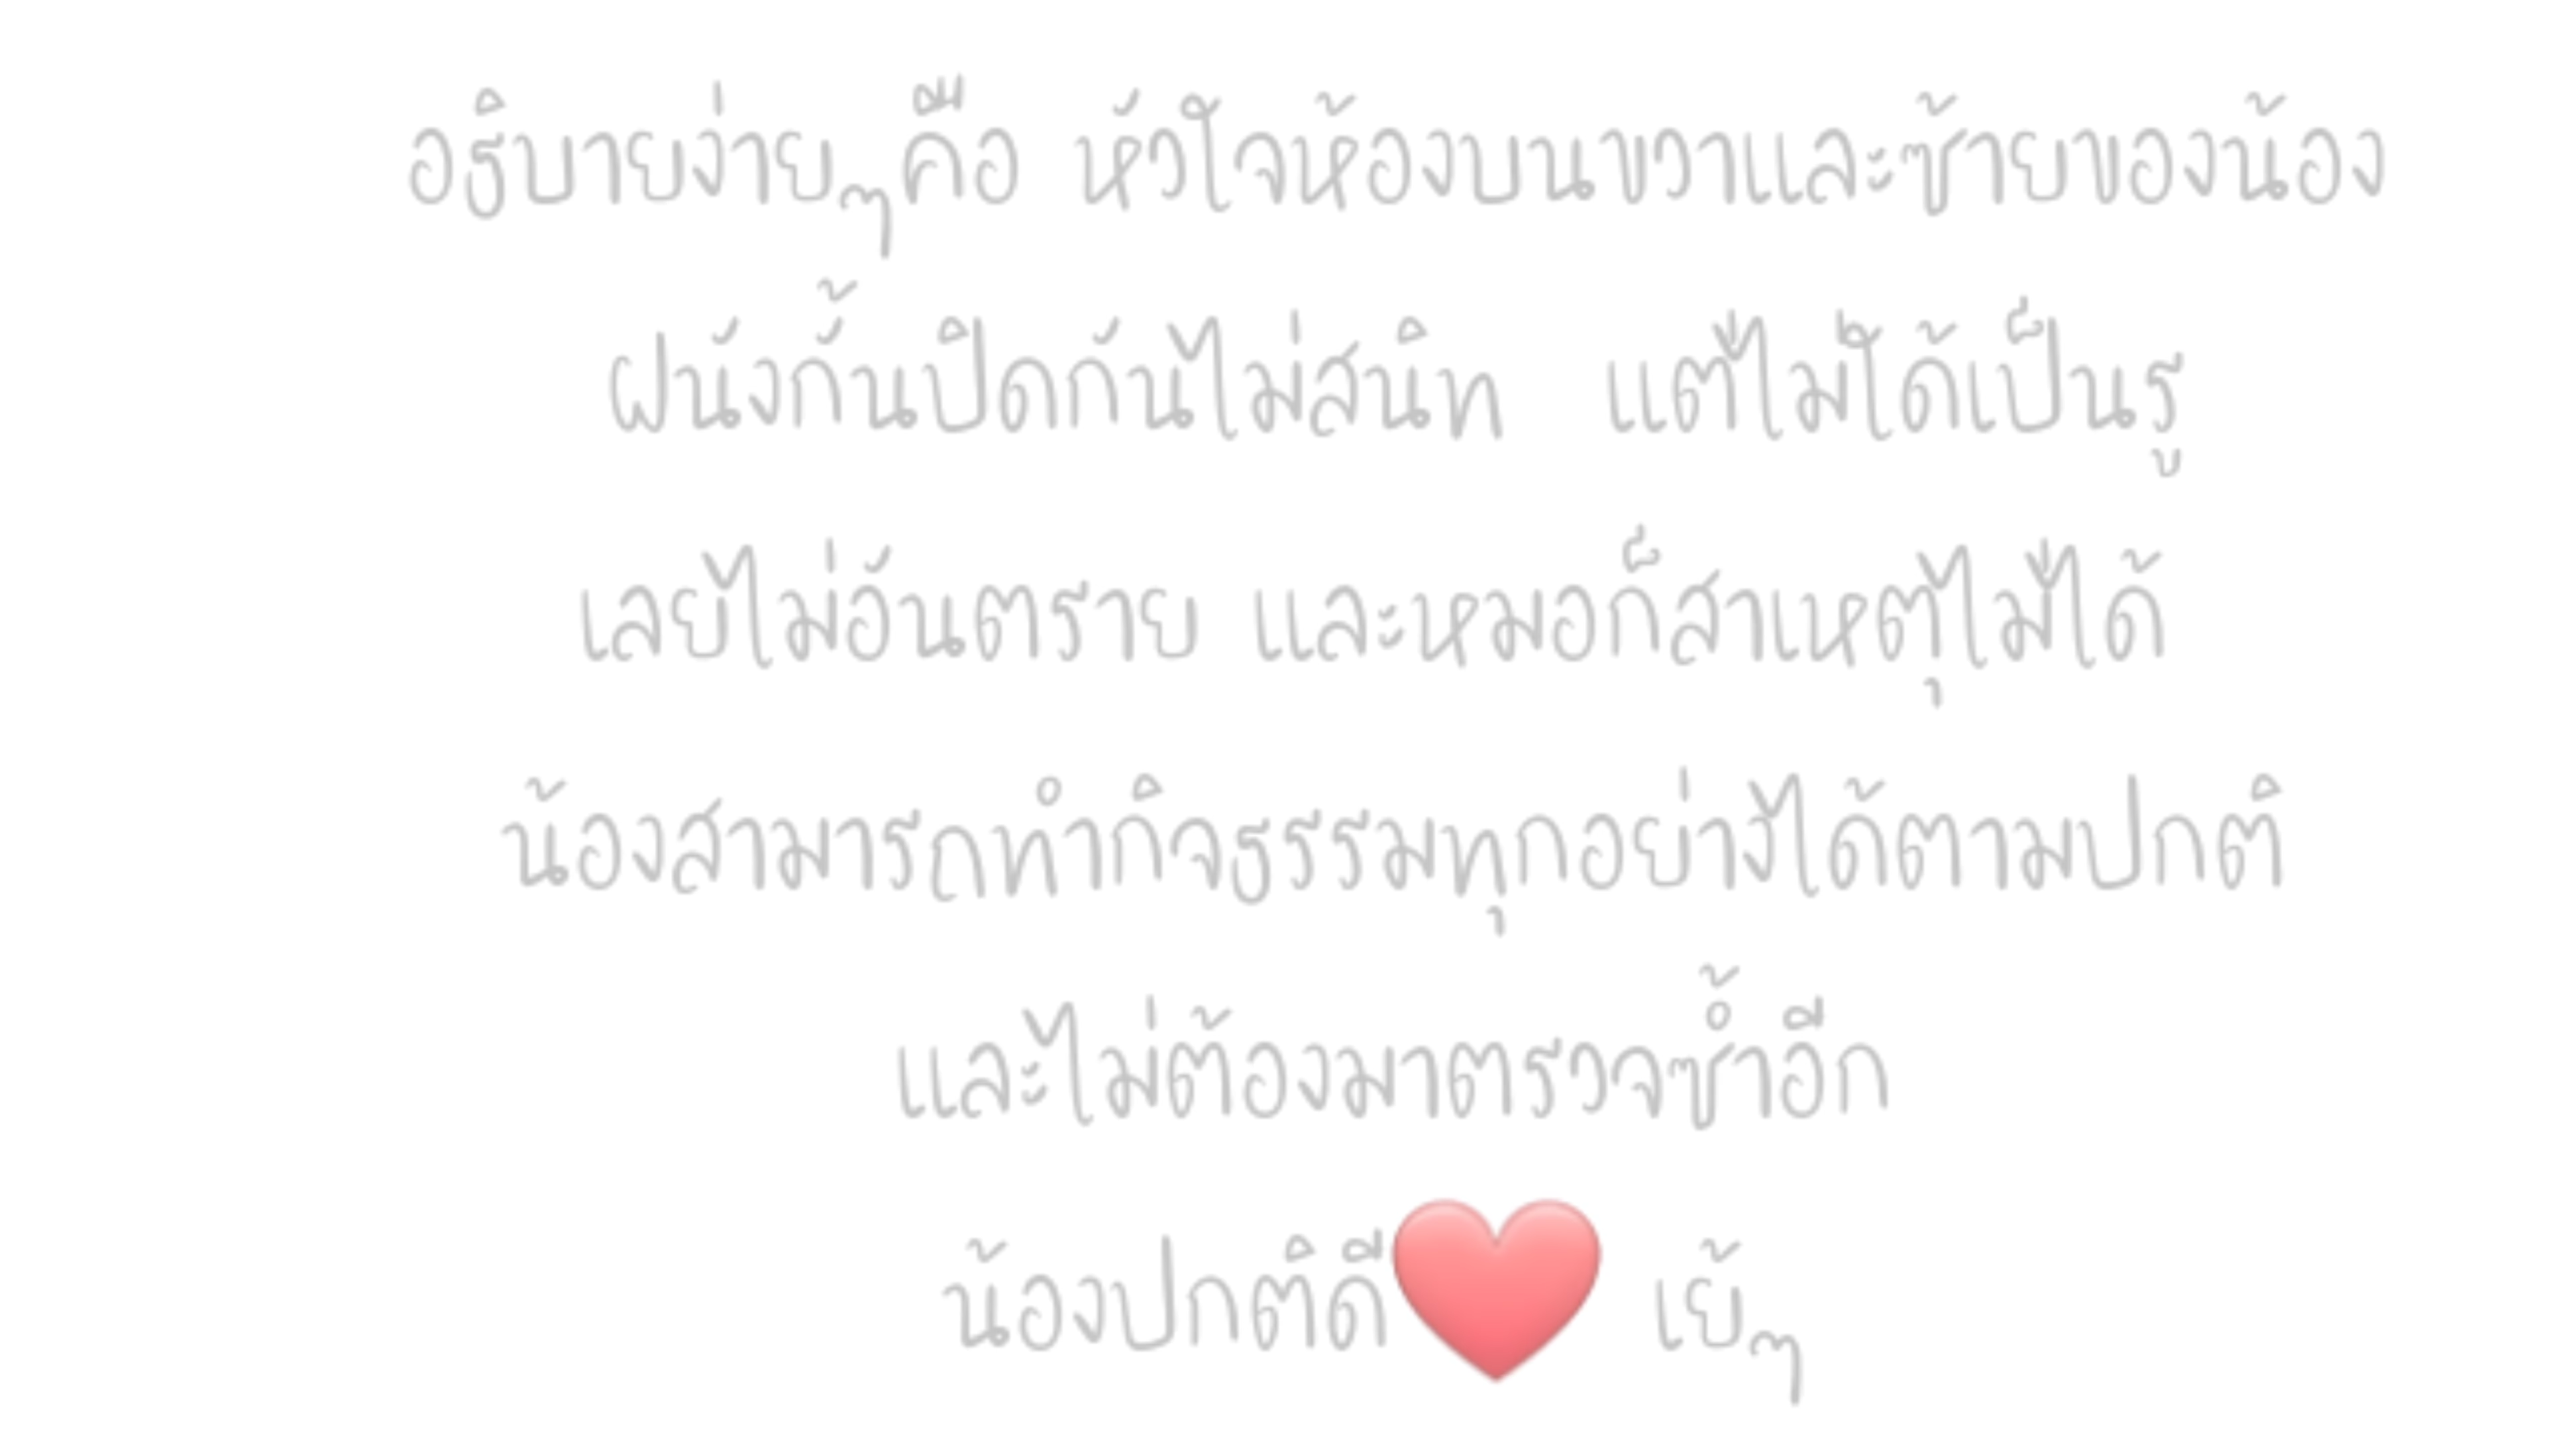 อธิบายง่ายๆคือ หัวใจห้องบนขวาและซ้ายของน้อง
ฝนังกั้นปิดกันไม่สนิท แต่ไม่ได้เป็นรู
เลยไม่อันตราย และหมอก็สาเหตุไม่ได้
น้องสามารถทำกิจธรรมทุกอย่างได้ตามปกติ
และไม่ต้องมาตรวจซ้ำอีก
น้องปกติดี❤️ เย้ๆ